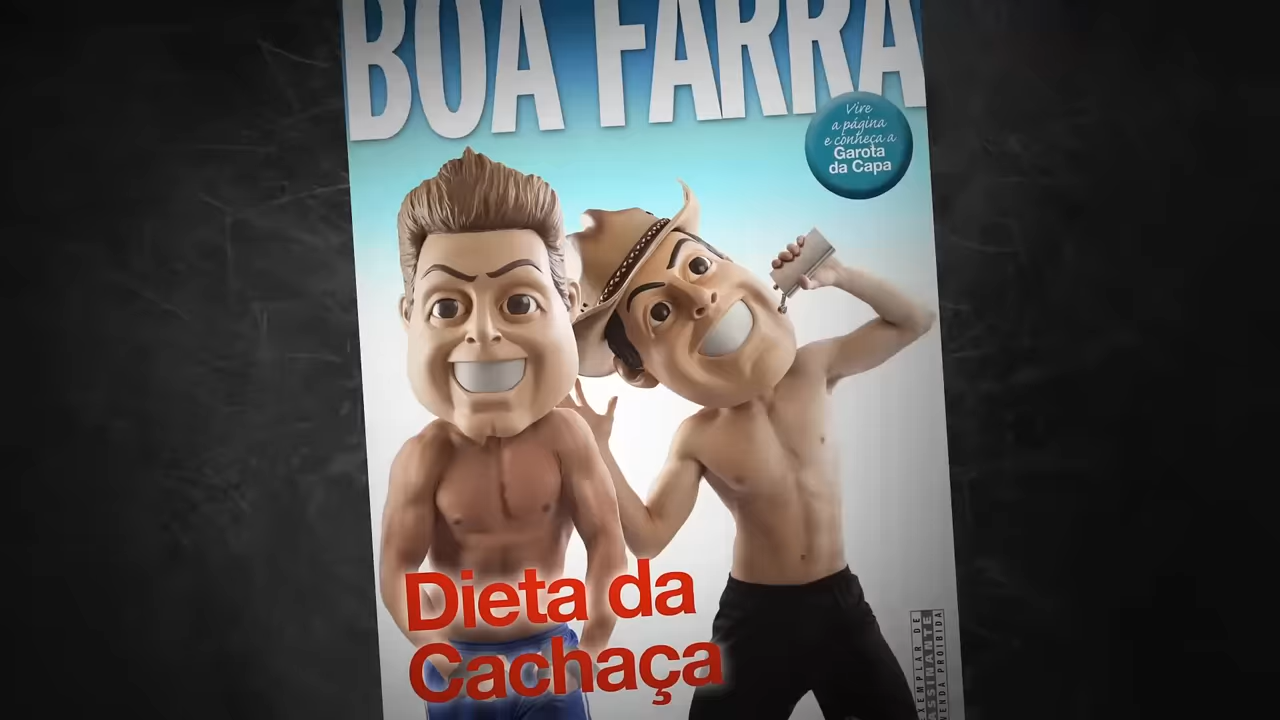 BOA FARRA
Vire
a página
e conheça a
Garota
da Capa
Dieta da
Cachaça
EXEMPLAR DE
ASSINANTE
VENDA PROIBIDA